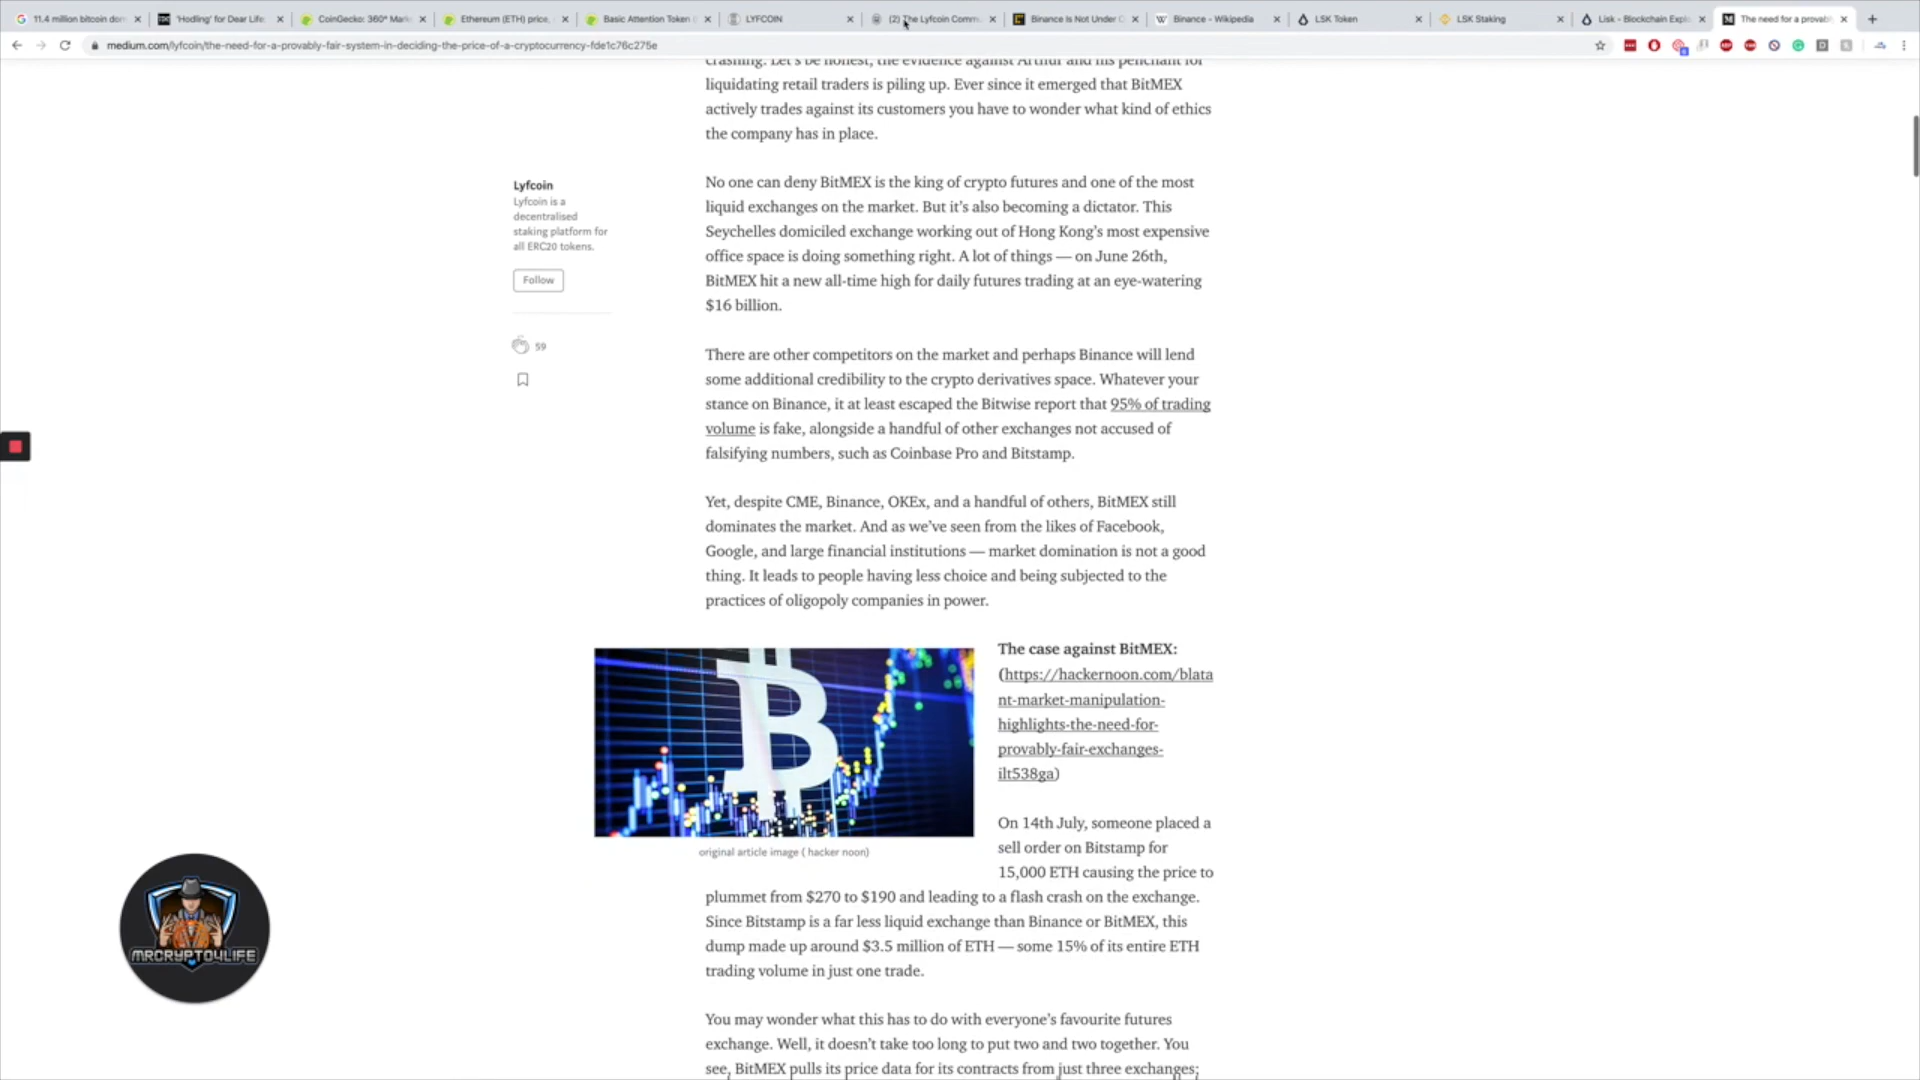 11.4 million bitcoin don
'Hodling' for Dear Life
CoinGecko: 360° Mark
Ethereum (ETH) price,
Basic Attention Token (
LYFCOIN
(2) The Lyfcoin Comm
Binance Is Not Under C
Binance - Wikipedia
LSK Token
LSK Staking
Lisk - Blockchain Expl
The need for a provabl
medium.com/lyfcoin/the-need-for-a-provably-fair-system-in-deciding-the-price-of-a-cryptocurrency-fde1c76c275e
crashing. Let's be honest, the evidence against Arthur and his penchant for
liquidating retail traders is piling up. Ever since it emerged that BitMEX
actively trades against its customers you have to wonder what kind of ethics
the company has in place.
Lyfcoin
Lyfcoin is a
decentralised
staking platform for
all ERC20 tokens.
Follow
59
No one can deny BitMEX is the king of crypto futures and one of the most
liquid exchanges on the market. But it's also becoming a dictator. This
Seychelles domiciled exchange working out of Hong Kong's most expensive
office space is doing something right. A lot of things — on June 26th,
BitMEX hit a new all-time high for daily futures trading at an eye-watering
$16 billion.
There are other competitors on the market and perhaps Binance will lend
some additional credibility to the crypto derivatives space. Whatever your
stance on Binance, it at least escaped the Bitwise report that 95% of trading
volume is fake, alongside a handful of other exchanges not accused of
falsifying numbers, such as Coinbase Pro and Bitstamp.
Yet, despite CME, Binance, OKEx, and a handful of others, BitMEX still
dominates the market. And as we've seen from the likes of Facebook,
Google, and large financial institutions — market domination is not a good
thing. It leads to people having less choice and being subjected to the
practices of oligopoly companies in power.
The case against BitMEX:
(https://hackernoon.com/blata
nt-market-manipulation-
highlights-the-need-for-
provably-fair-exchanges-
ilt538ga)
original article image ( hacker noon)
On 14th July, someone placed a
sell order on Bitstamp for
15,000 ETH causing the price to
plummet from $270 to $190 and leading to a flash crash on the exchange.
Since Bitstamp is a far less liquid exchange than Binance or BitMEX, this
dump made up around $3.5 million of ETH — some 15% of its entire ETH
trading volume in just one trade.
You may wonder what this has to do with everyone's favourite futures
exchange. Well, it doesn't take too long to put two and two together. You
see, BitMEX pulls its price data for its contracts from just three exchanges;
MRCRYPTO4LIFE